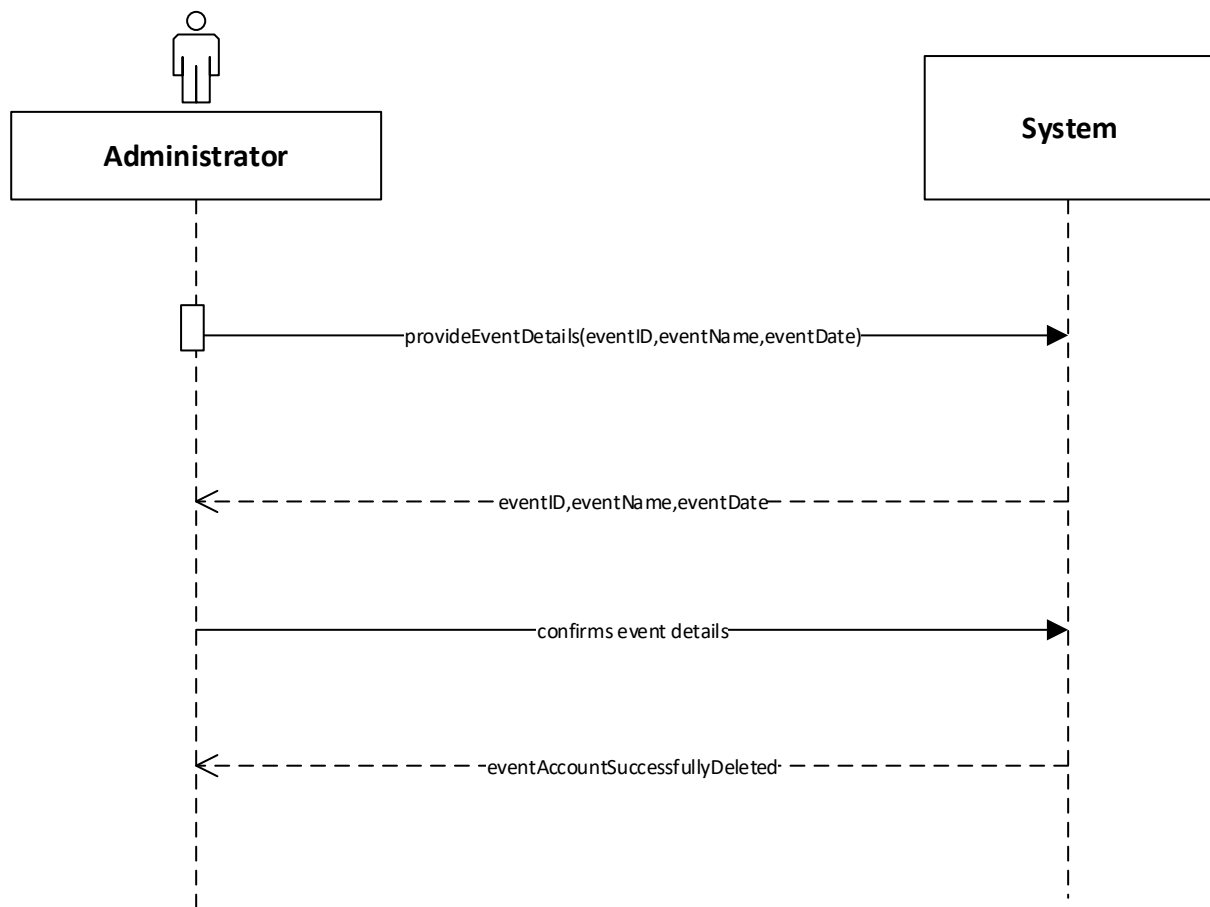 Administrator
System
provideEventDetails(eventID,eventName,eventDate)
eventID,eventName,eventDate
confirms event details
eventAccountSuccessfullyDeleted